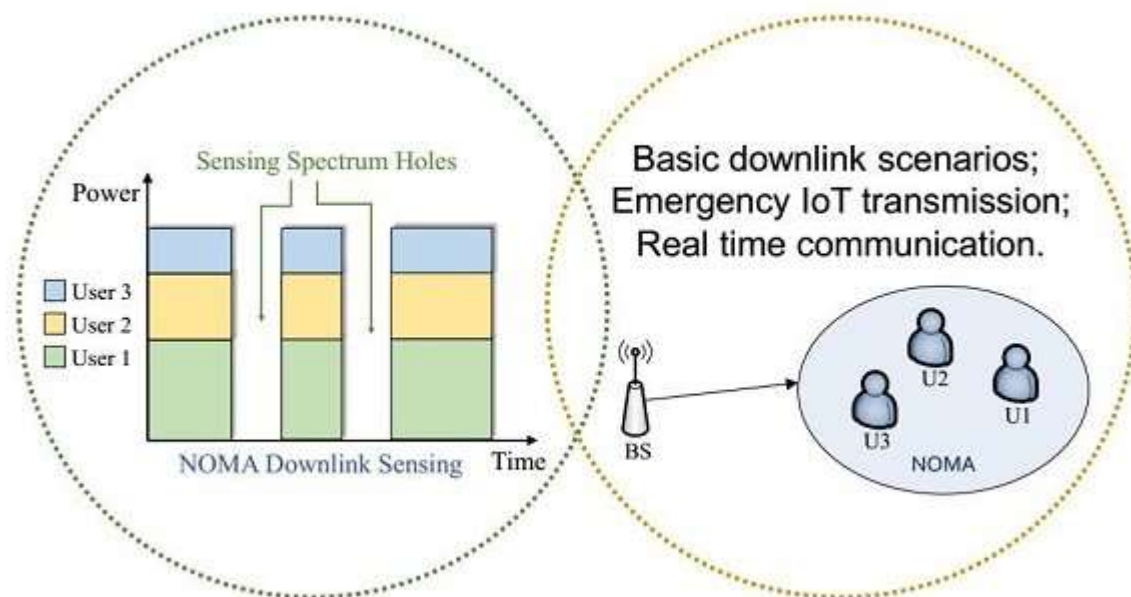 Sensing Spectrum Holes
Power
User 3
User 2
User 1
NOMA Downlink Sensing
Time
Basic downlink scenarios;
Emergency IoT transmission;
Real time communication.
U2
U1
U3
BS
NOMA